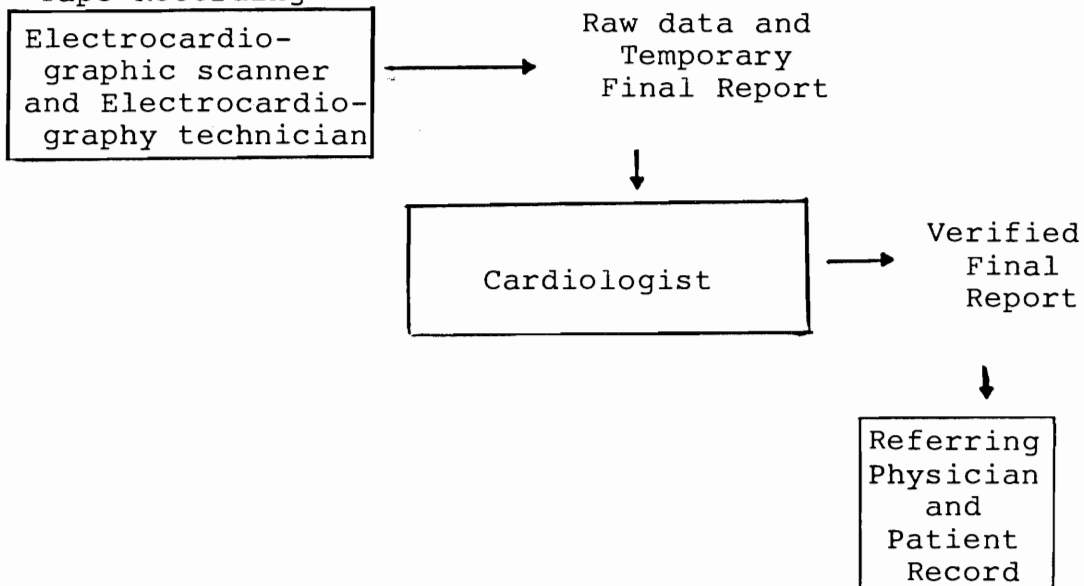 Electrocardio-
graphic scanner
and Electrocardio-
graphy technician
Raw data and
Temporary
Final Report
Cardiologist
Verified
Final
Report
Referring
Physician
and
Patient
Record